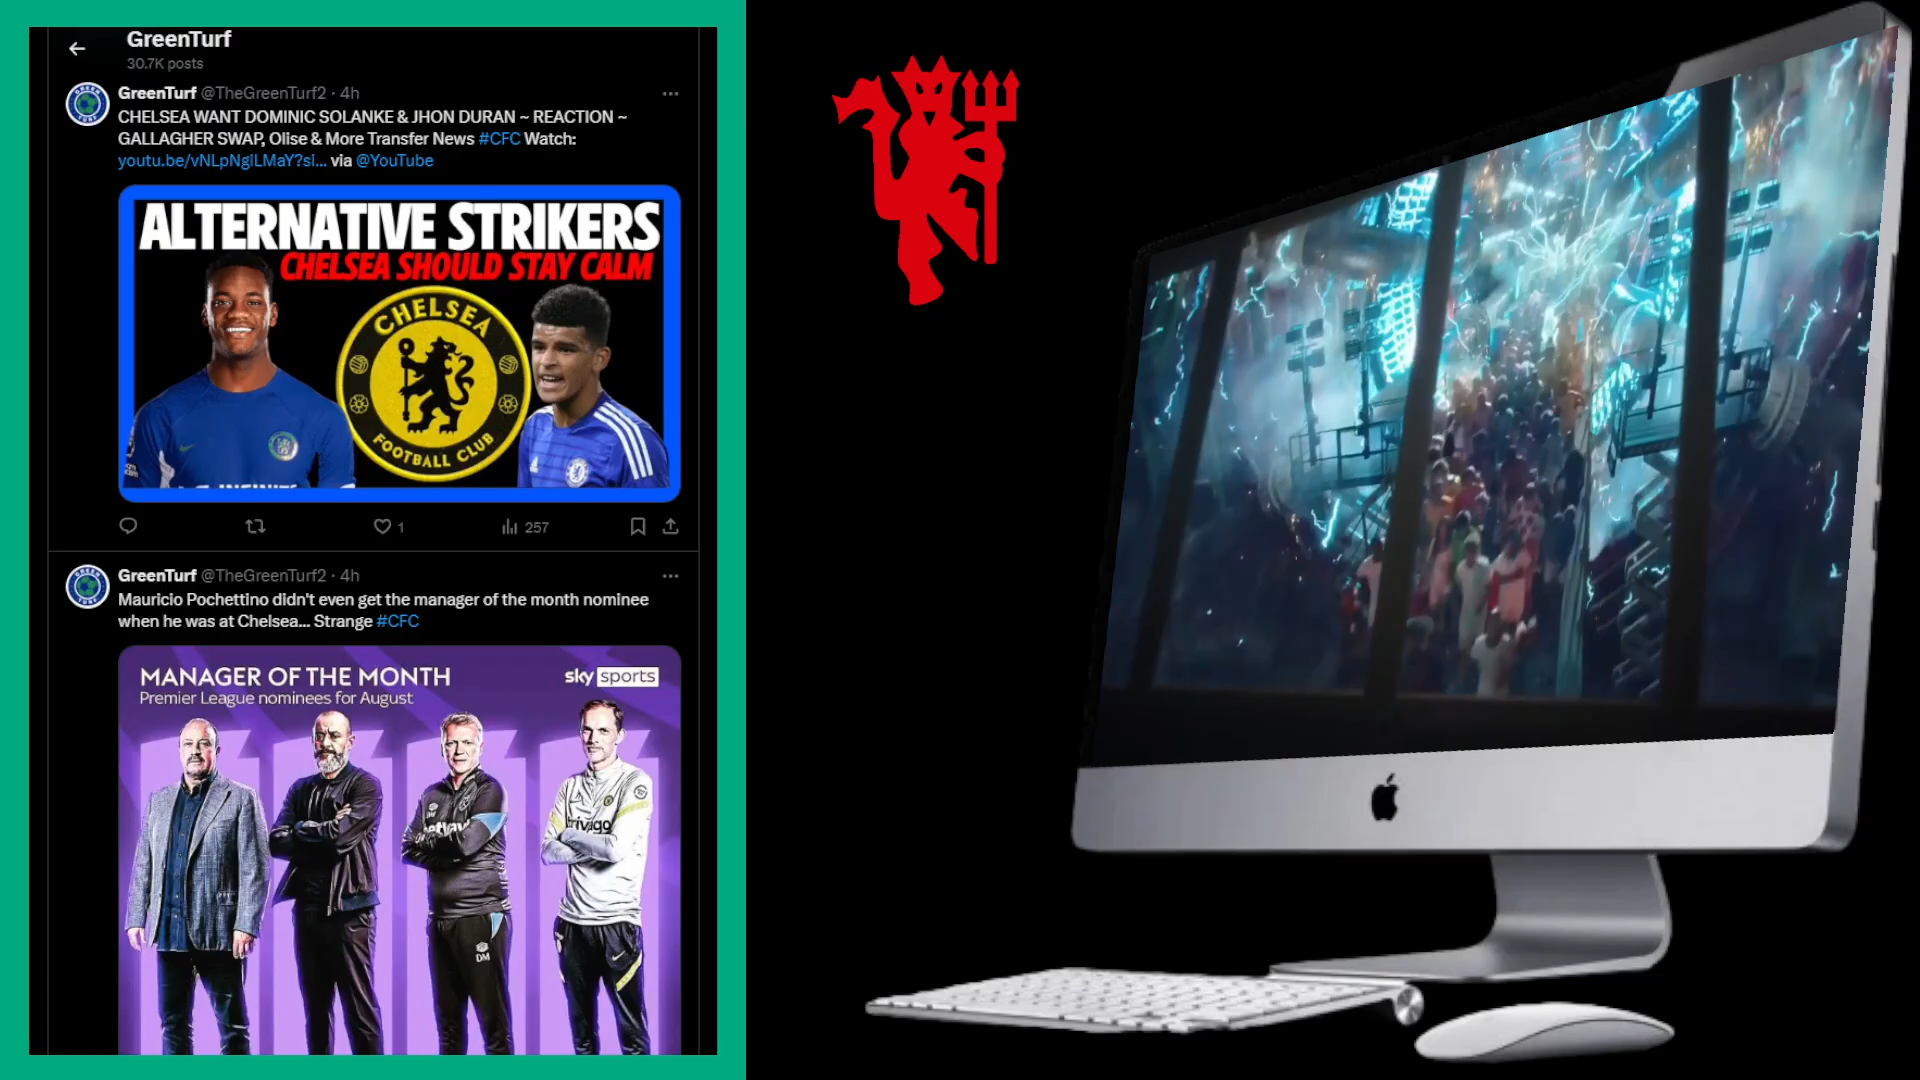 GreenTurf
30.7K posts
GreenTurf @TheGreenTurf2 · 4h
CHELSEA WANT DOMINIC SOLANKE & JHON DURAN ~ REACTION ~
GALLAGHER SWAP, Olise & More Transfer News #CFC Watch:
youtu.be/vNLpNgiLMaY?si... via @YouTube
ALTERNATIVE STRIKERS
CHELSEA SHOULD STAY CALM
CHELSEA
FOOTBALL CLUB
1
257
GreenTurf @TheGreenTurf2 · 4h
Mauricio Pochettino didn't even get the manager of the month nominee
when he was at Chelsea... Strange #CFC
MANAGER OF THE MONTH
sky sports
Premier League nominees for August
betway
trivago
DM